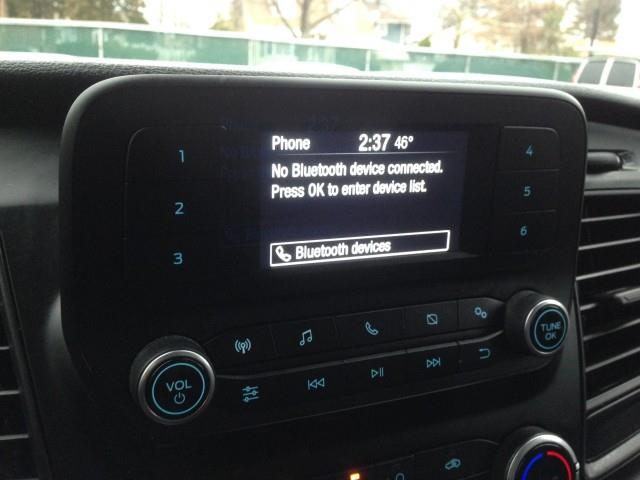 Phone 2:37 46°
No Bluetooth device connected.
Press OK to enter device list.
Bluetooth devices
1
2
3
4
5
6
VOL
TUNE
OK